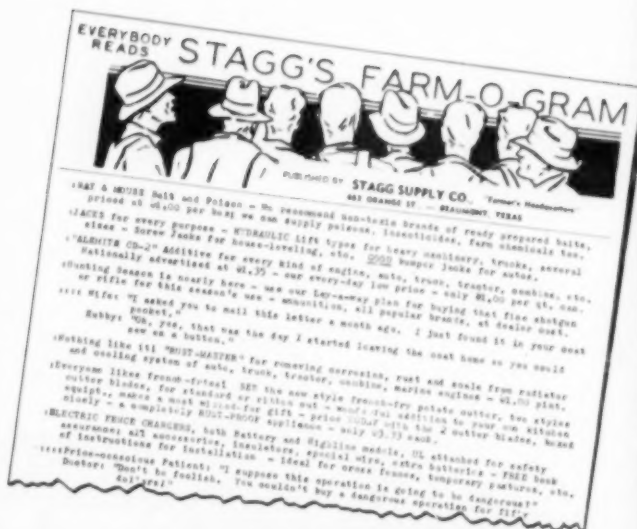 EVERYBODY READS
STAGG'S FARM-O-GRAM
PUBLISHED BY STAGG SUPPLY CO. "Farmer's Headquarters"
662 ORANGE ST. — BEAUMONT, TEXAS
:RAT & MOUSE Bait and Poison - We recommend non-toxic brands of ready prepared baits,
priced at $1.00 per box; we can supply poisons, insecticides, farm chemicals too.
:JACKS for every purpose - HYDRAULIC Lift types for heavy machinery, trucks, several
sizes - Screw Jacks for house-leveling, etc. GOOD bumper jacks for autos.
:"ALEMITE CD-2" Additive for every kind of engine, auto, truck, tractor, combine, etc.
Nationally advertised at $1.35 - our every-day low price - only $1.00 per qt. can.
:Hunting Season is nearly here - use our Lay-a-way plan for buying that fine shotgun
or rifle for this season's use - ammunition, all popular brands, at dealer cost.
:::: Wife: "I asked you to mail this letter a month ago. I just found it in your coat
pocket."
Hubby: "Oh, yes, that was the day I started leaving the coat home so you could
sew on a button."
:Nothing like it! "RUST-MASTER" for removing corrosion, rust and scale from radiator
and cooling system of auto, truck, tractor, combine, marine engines - $1.00 pint.
:Everyone likes french-fries! SEE the new style french-fry potato cutter, two styles
cutter blades, for standard or ribbon cut - wonderful addition to your own kitchen
equipt., makes a most for gift - priced with the 2 cutter blades, boxed
nicely - a completely RUST-PROOF appliance - only $3.75 each.
:ELECTRIC FENCE CHARGERS, both Battery and Highline models, UL attached for safety
assurance; all accessories, insulators, special wire, extra batteries - FREE book
of instructions for installation - ideal for cross fences, temporary pastures, etc.
::::Price-conscious Patient: "I suppose this operation is going to be dangerous?"
Doctor: "Don't be foolish. You couldn't buy a dangerous operation for fifty
dollars!"